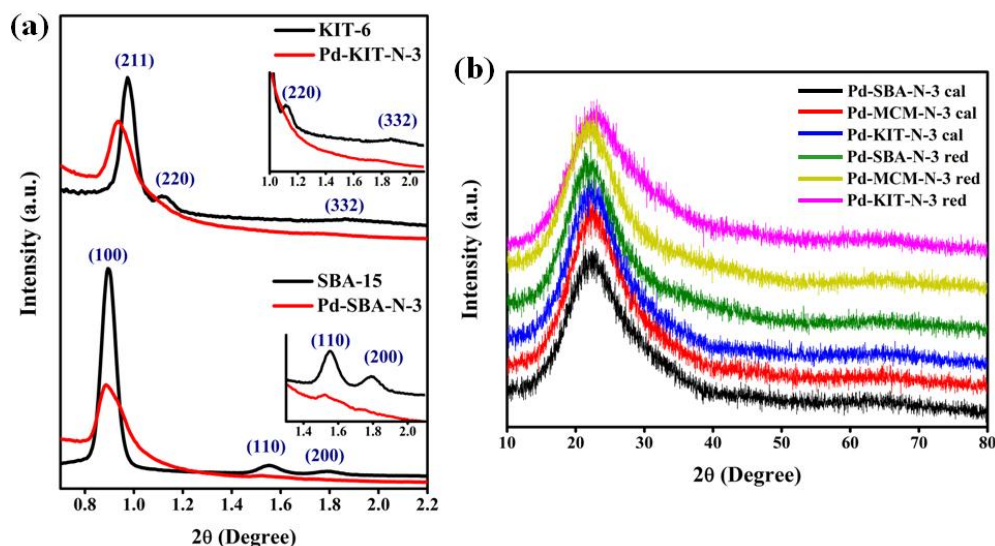 (a)
KIT-6
Pd-KIT-N-3
(211)
(220)
(332)
1.0 1.2 1.4 1.6 1.8 2.0
(220)
(332)
(100)
SBA-15
Pd-SBA-N-3
(110)
(200)
1.4 1.6 1.8 2.0
(110)
(200)
0.8 1.0 1.2 1.4 1.6 1.8 2.0 2.2
2θ (Degree)
Intensity (a.u.)
(b)
Pd-SBA-N-3 cal
Pd-MCM-N-3 cal
Pd-KIT-N-3 cal
Pd-SBA-N-3 red
Pd-MCM-N-3 red
Pd-KIT-N-3 red
10 20 30 40 50 60 70 80
2θ (Degree)
Intensity (a.u.)